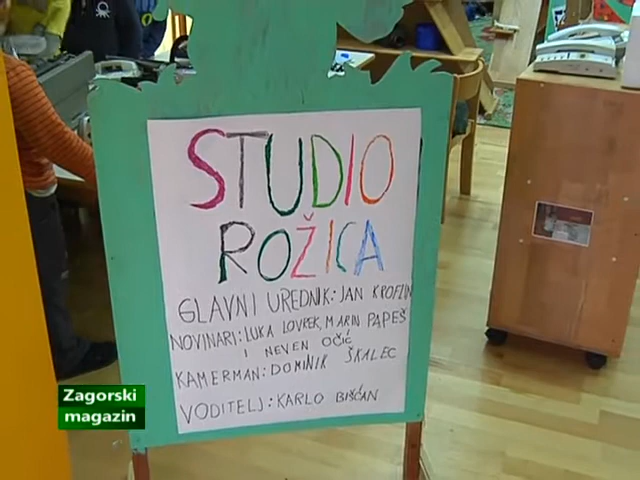 STUDIO
ROŽICA
GLAVNI UREDNIK: JAN KROFLIN
NOVINARI: LUKA LOVREK, MARIN PAPEŠ
I NEVEN OČIĆ
KAMERMAN: DOMINIK ŠKALEC
VODITELJ: KARLO BIŠĆAN
Zagorski
magazin